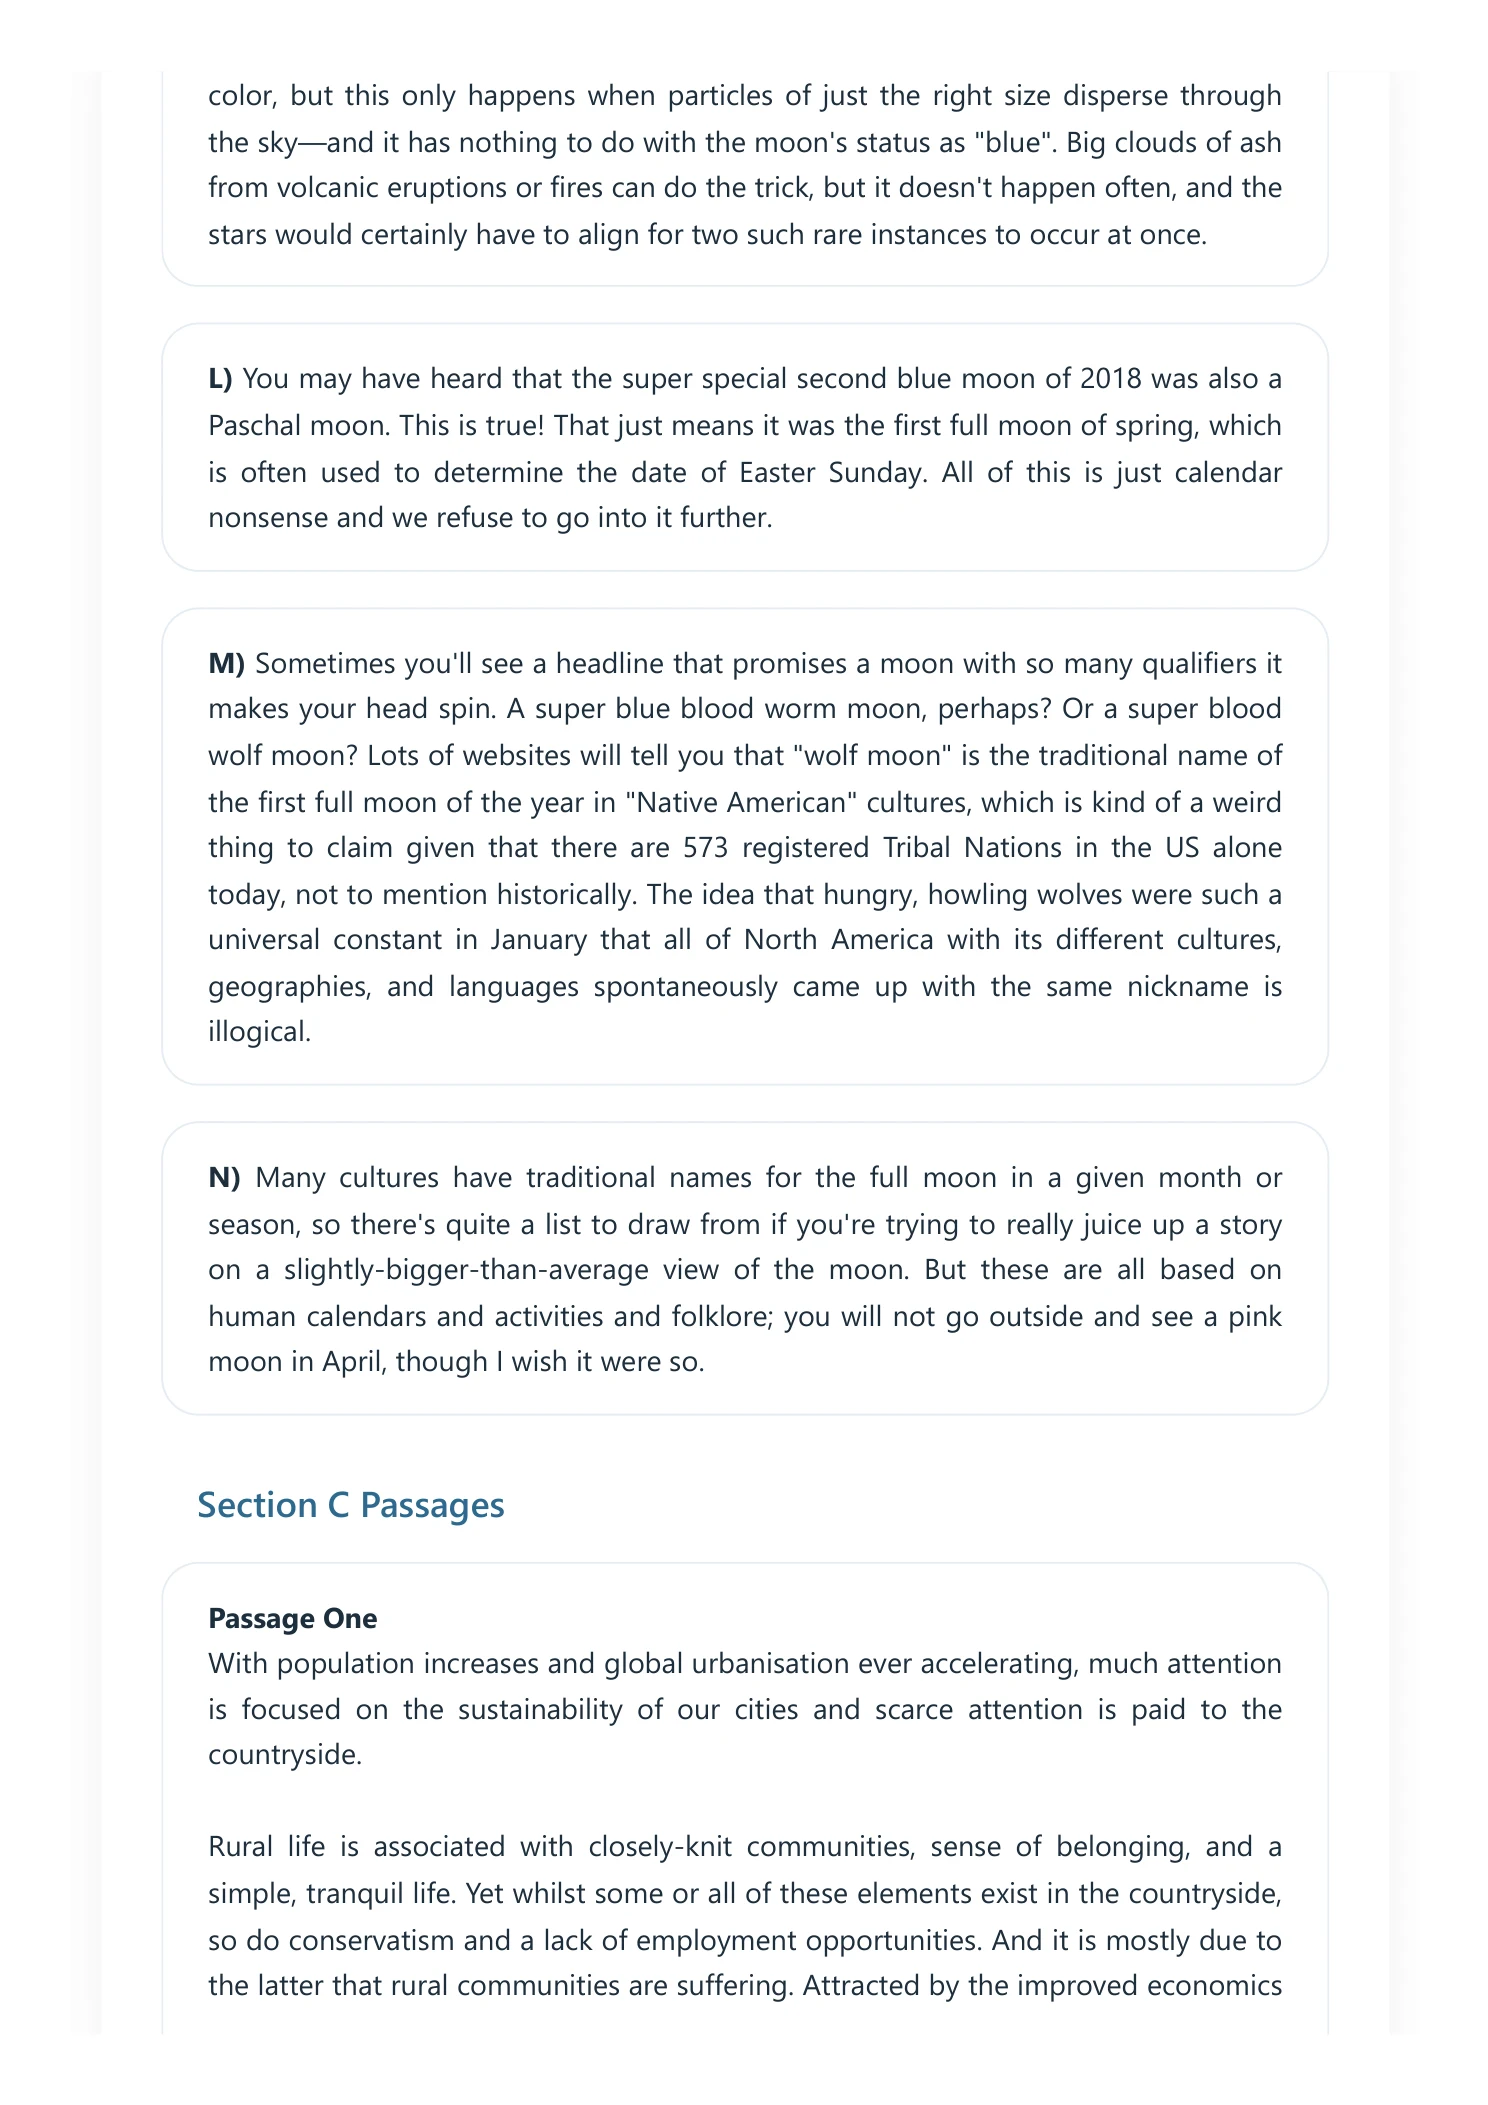 color, but this only happens when particles of just the right size disperse through
the sky—and it has nothing to do with the moon's status as "blue". Big clouds of ash
from volcanic eruptions or fires can do the trick, but it doesn't happen often, and the
stars would certainly have to align for two such rare instances to occur at once.
L) You may have heard that the super special second blue moon of 2018 was also a
Paschal moon. This is true! That just means it was the first full moon of spring, which
is often used to determine the date of Easter Sunday. All of this is just calendar
nonsense and we refuse to go into it further.
M) Sometimes you'll see a headline that promises a moon with so many qualifiers it
makes your head spin. A super blue blood worm moon, perhaps? Or a super blood
wolf moon? Lots of websites will tell you that "wolf moon" is the traditional name of
the first full moon of the year in "Native American" cultures, which is kind of a weird
thing to claim given that there are 573 registered Tribal Nations in the US alone
today, not to mention historically. The idea that hungry, howling wolves were such a
universal constant in January that all of North America with its different cultures,
geographies, and languages spontaneously came up with the same nickname is
illogical.
N) Many cultures have traditional names for the full moon in a given month or
season, so there's quite a list to draw from if you're trying to really juice up a story
on a slightly-bigger-than-average view of the moon. But these are all based on
human calendars and activities and folklore; you will not go outside and see a pink
moon in April, though I wish it were so.
Section C Passages
Passage One
With population increases and global urbanisation ever accelerating, much attention
is focused on the sustainability of our cities and scarce attention is paid to the
countryside.
Rural life is associated with closely-knit communities, sense of belonging, and a
simple, tranquil life. Yet whilst some or all of these elements exist in the countryside,
so do conservatism and a lack of employment opportunities. And it is mostly due to
the latter that rural communities are suffering. Attracted by the improved economics